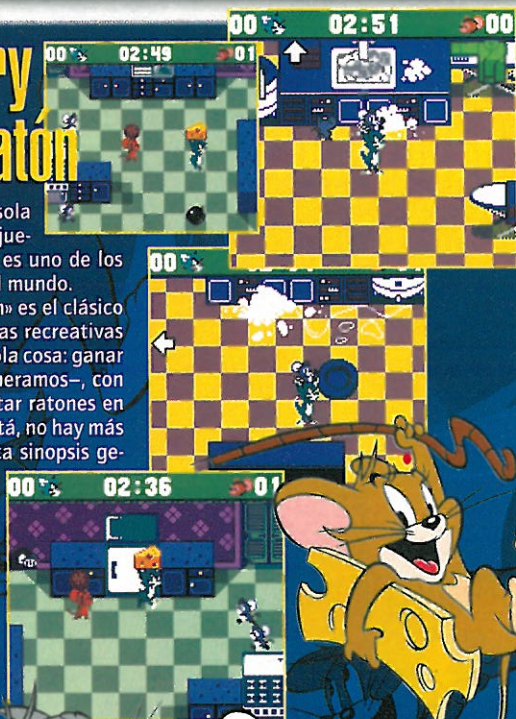 ry
atón
sola
jue-
es uno de los
l mundo.
n» es el clásico
as recreativas
ola cosa: ganar
eramos–, con
tar ratones en
tá, no hay más
ta sinopsis ge-
00 02:49 01
00 02:51 00
00
00 02:36 01